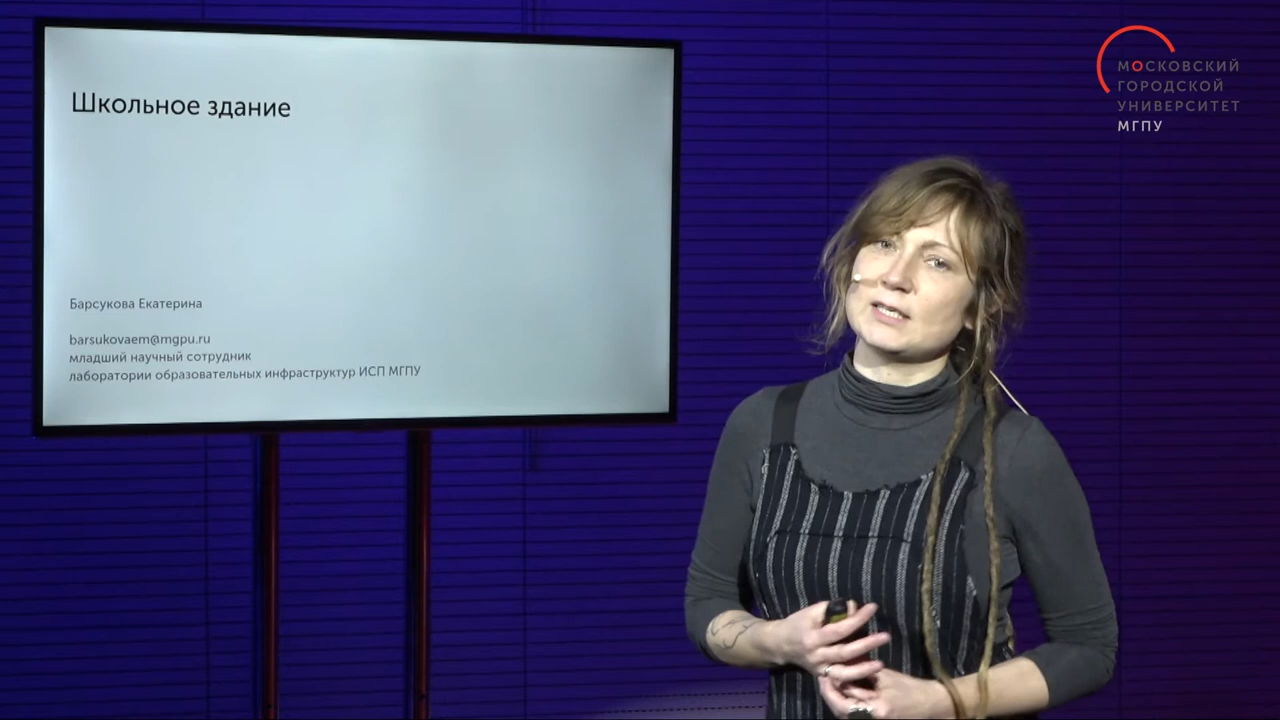 Школьное здание
Барсукова Екатерина
barsukovaem@mgpu.ru
младший научный сотрудник
лаборатории образовательных инфраструктур ИСП МГПУ
МОСКОВСКИЙ
ГОРОДСКОЙ
УНИВЕРСИТЕТ
МГПУ